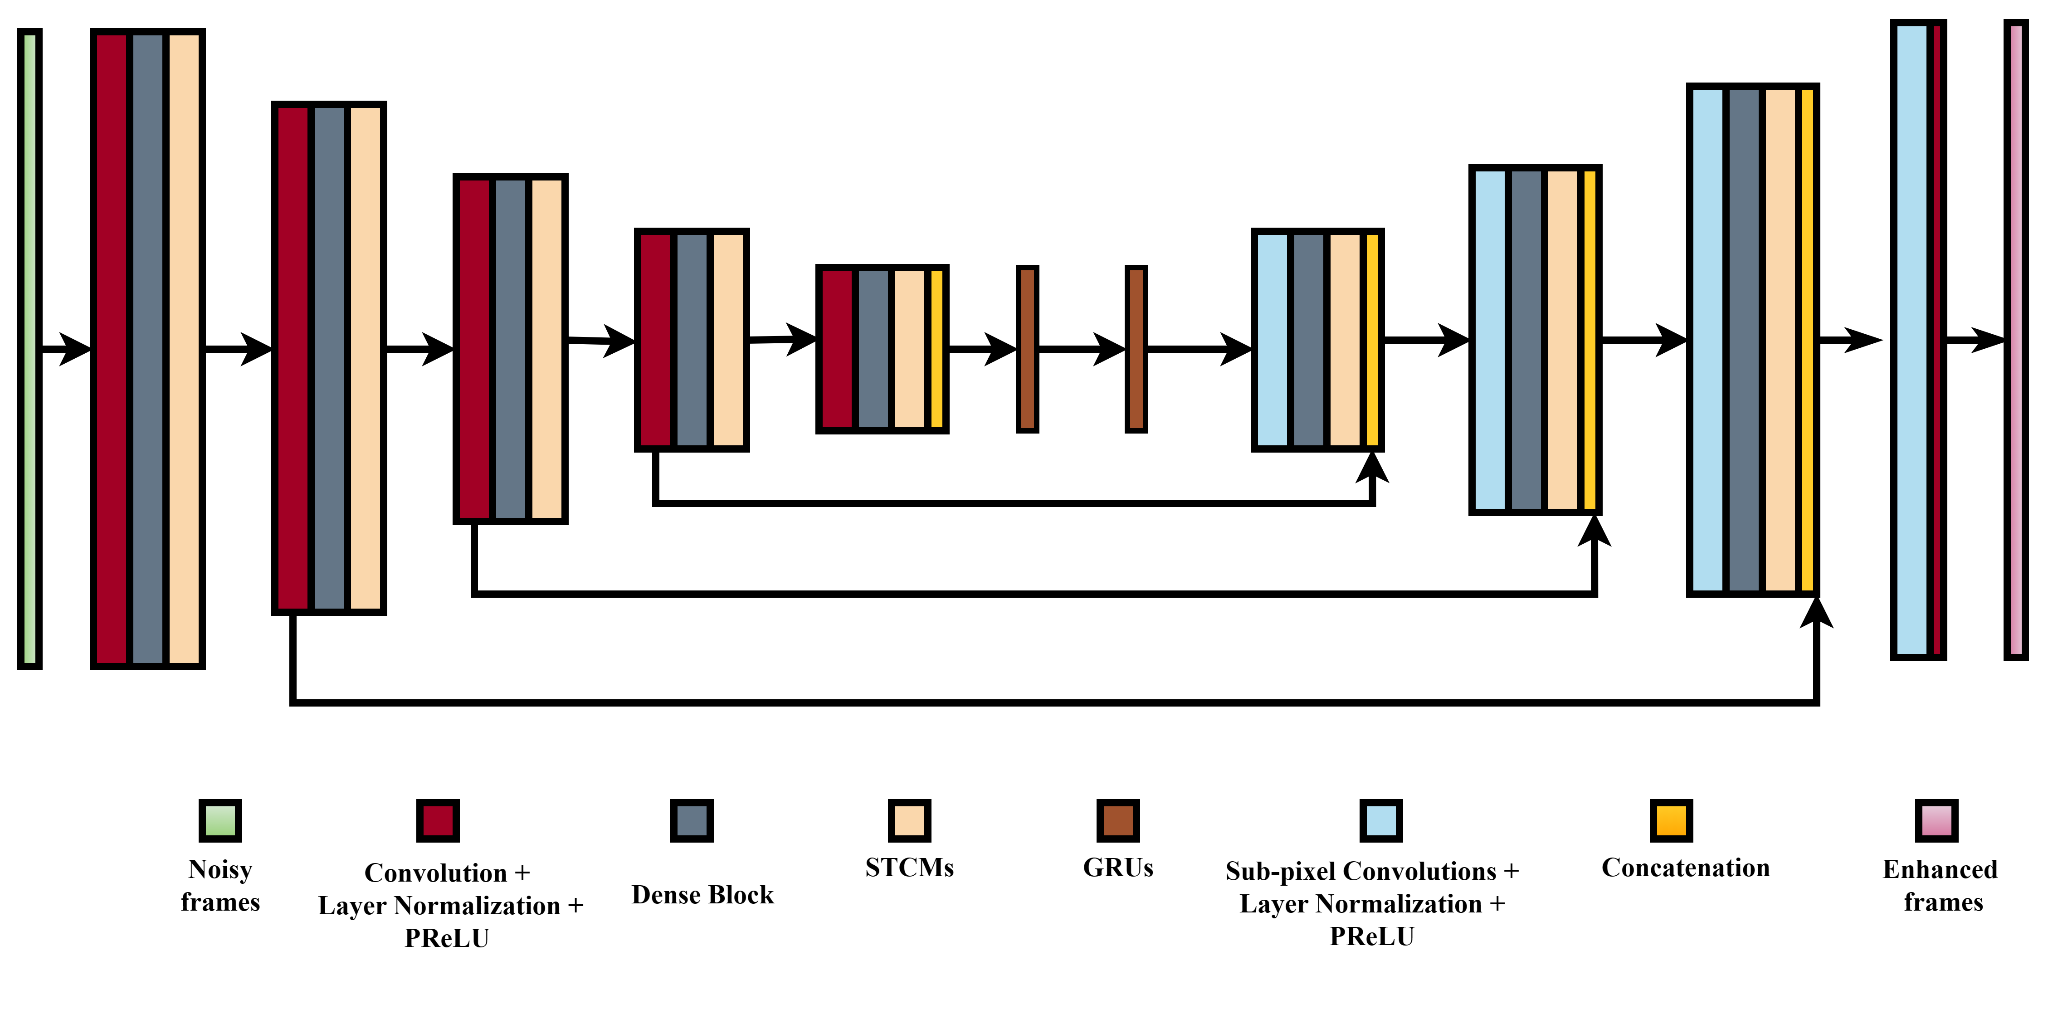 Noisy
frames
Convolution +
Layer Normalization +
PReLU
Dense Block
STCMs
GRUs
Sub-pixel Convolutions +
Layer Normalization +
PReLU
Concatenation
Enhanced
frames